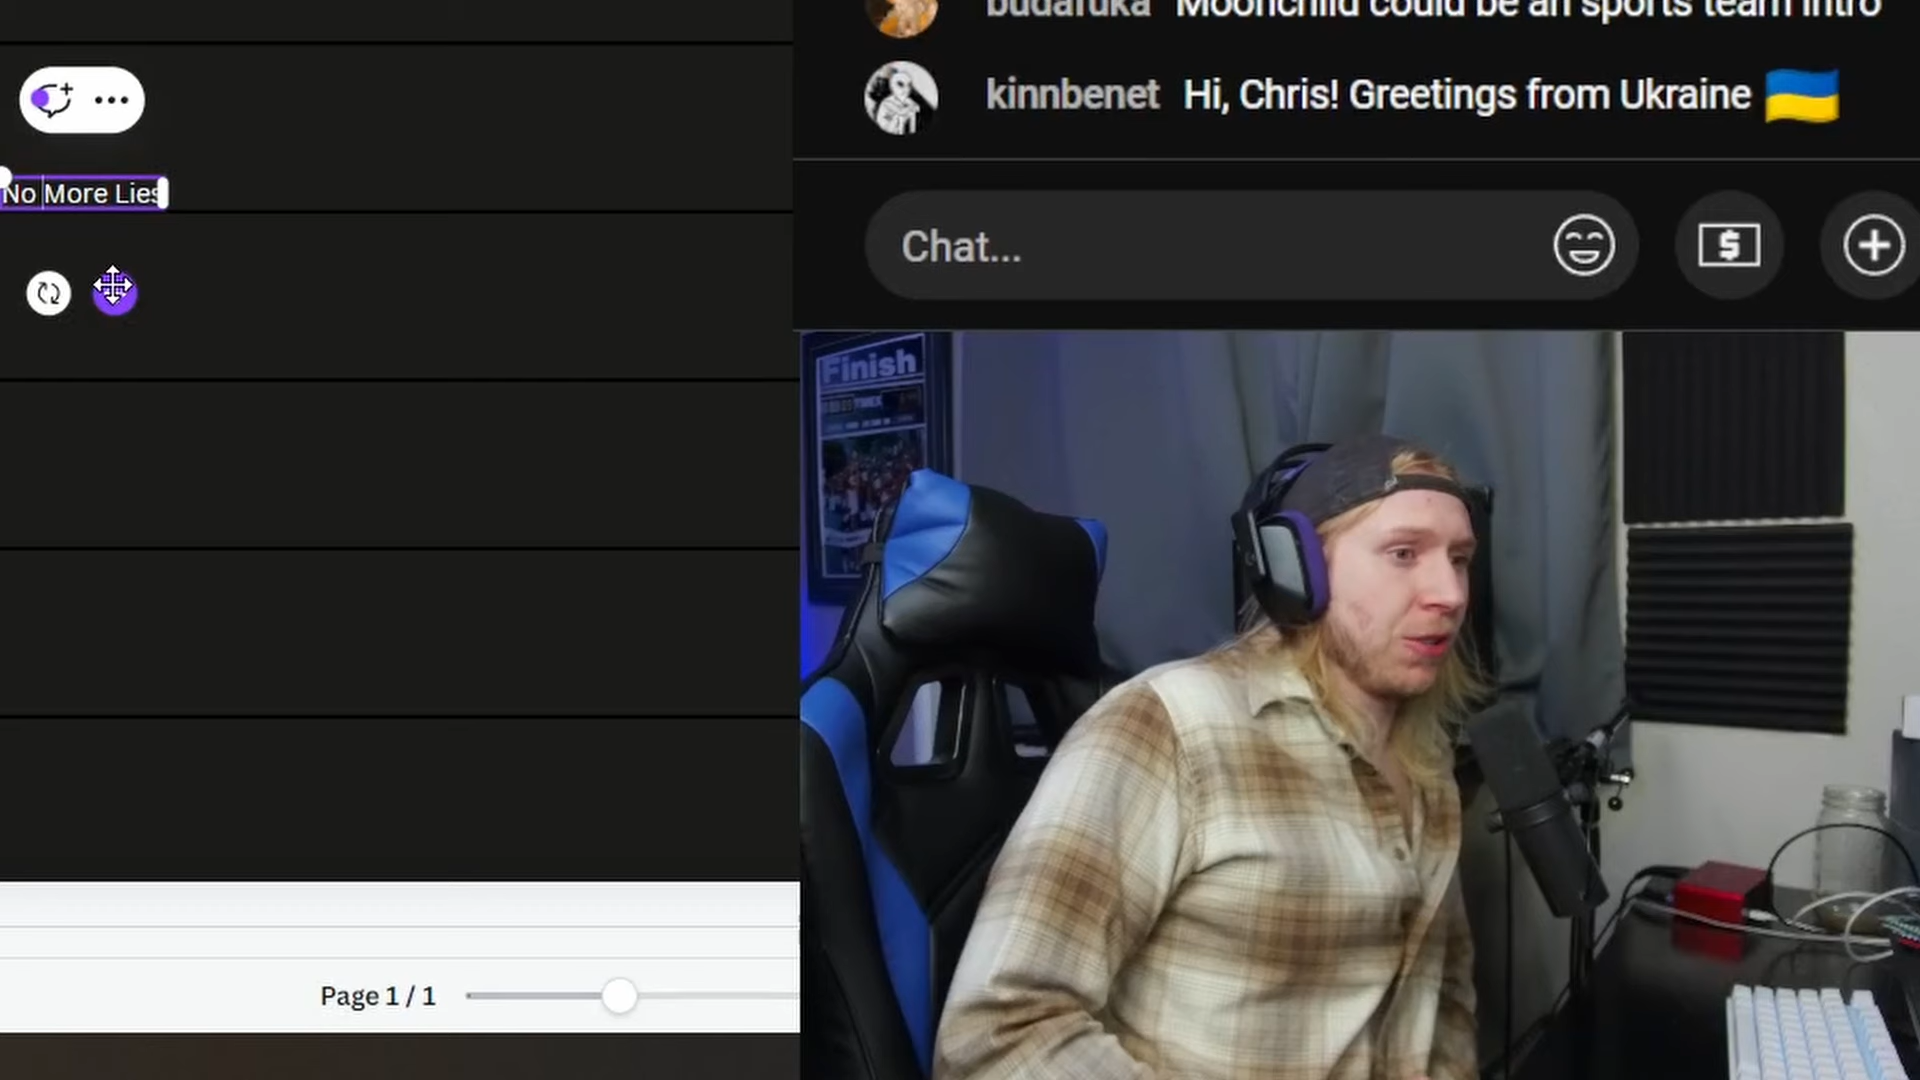 budafuka Moonchild could be an sports team intro
kinnbenet Hi, Chris! Greetings from Ukraine 🇺🇦
No More Lies
Chat...
Finish
Page 1 / 1